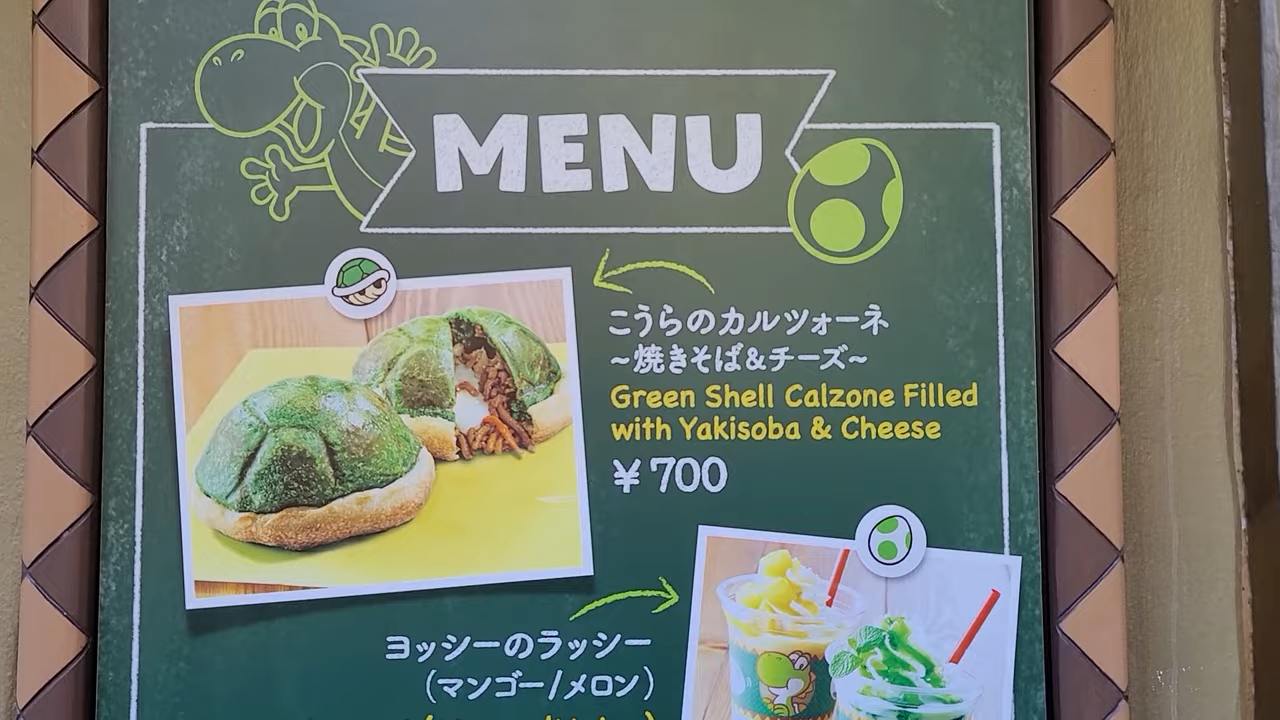 MENU
こうらのカルツォーネ
~焼きそば&チーズ~
Green Shell Calzone Filled
with Yakisoba & Cheese
¥700
ヨッシーのラッシー
(マンゴー/メロン)